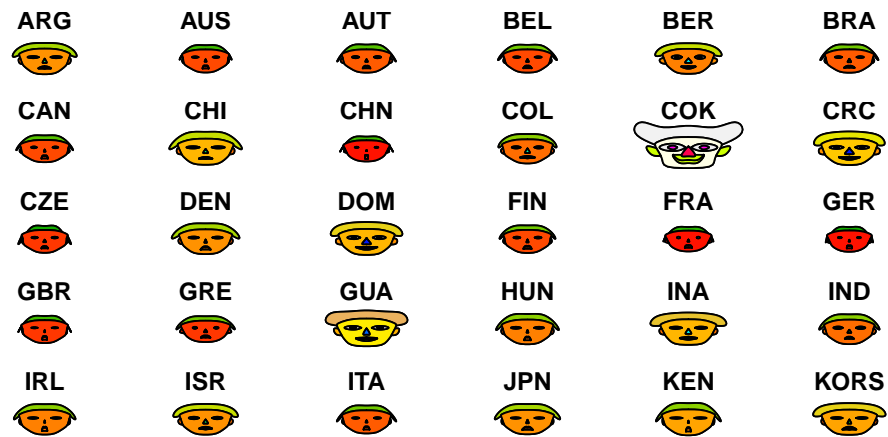 ARG AUS AUT BEL BER BRA
CAN CHI CHN COL COK CRC
CZE DEN DOM FIN FRA GER
GBR GRE GUA HUN INA IND
IRL ISR ITA JPN KEN KORS